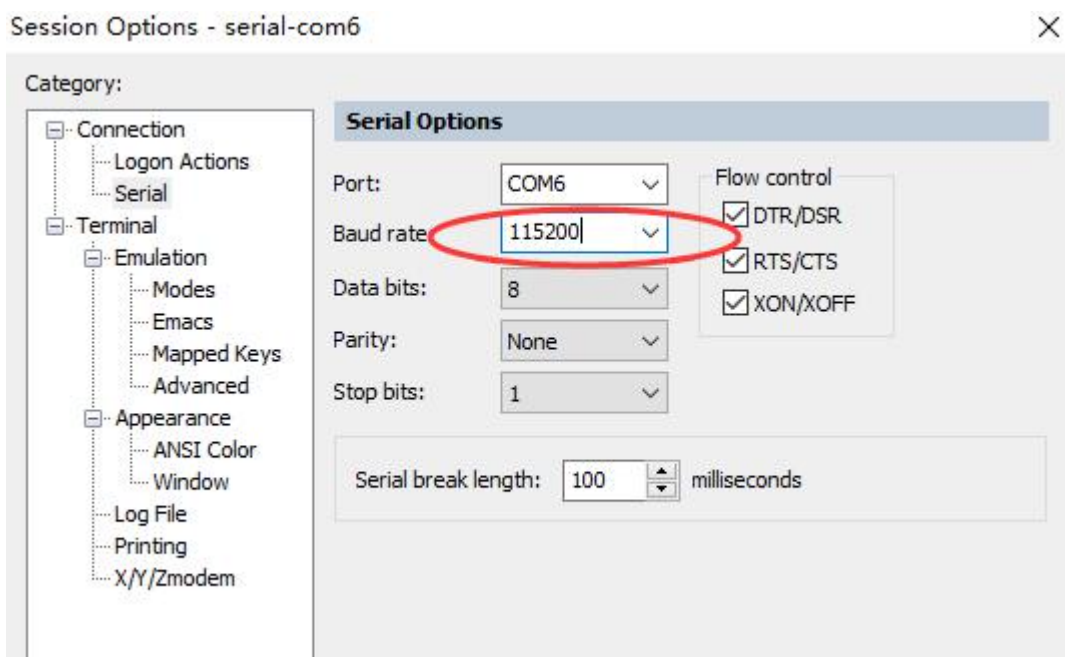 Session Options - serial-com6
Category:
Connection
Logon Actions
Serial
Terminal
Emulation
Modes
Emacs
Mapped Keys
Advanced
Appearance
ANSI Color
Window
Log File
Printing
X/Y/Zmodem
Serial Options
Port: COM6
Baud rate 115200
Data bits: 8
Parity: None
Stop bits: 1
Flow control
DTR/DSR
RTS/CTS
XON/XOFF
Serial break length: 100 milliseconds